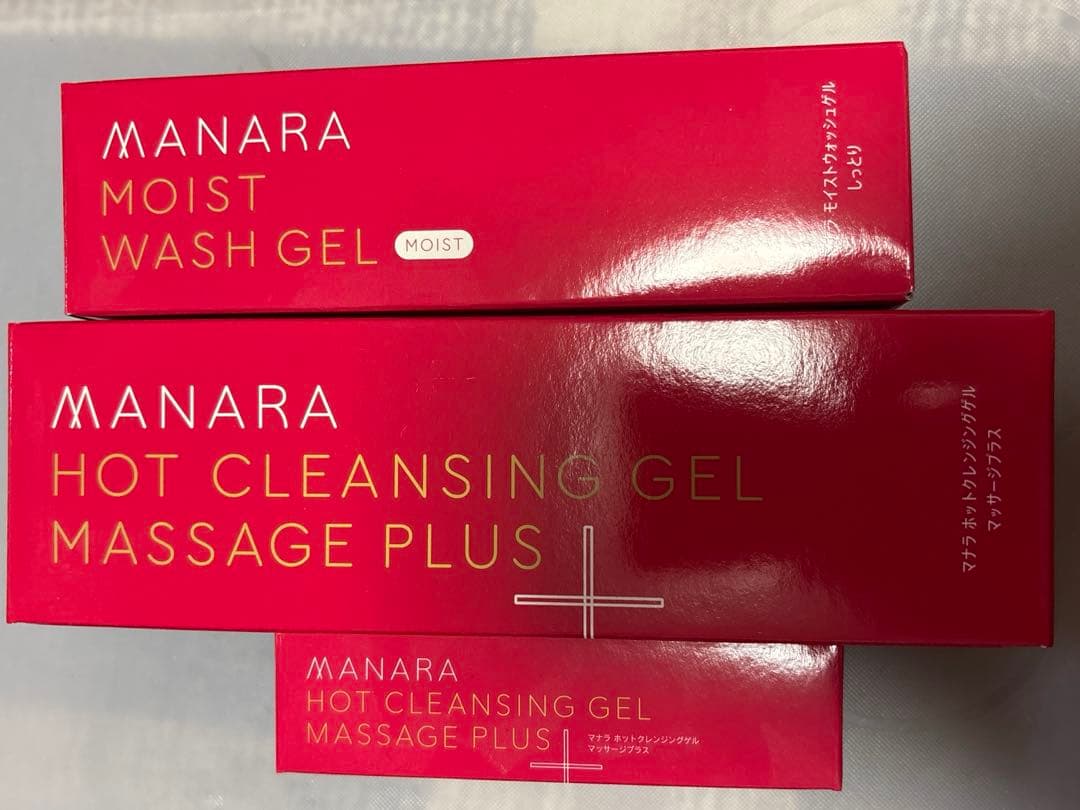 MANARA
MOIST
WASH GEL MOIST
モイストウォッシュゲル
しっとり
MANARA
HOT CLEANSING GEL
MASSAGE PLUS
マナラ ホットクレンジングゲル
マッサージプラス
MANARA
HOT CLEANSING GEL
MASSAGE PLUS
マナラ ホットクレンジングゲル
マッサージプラス